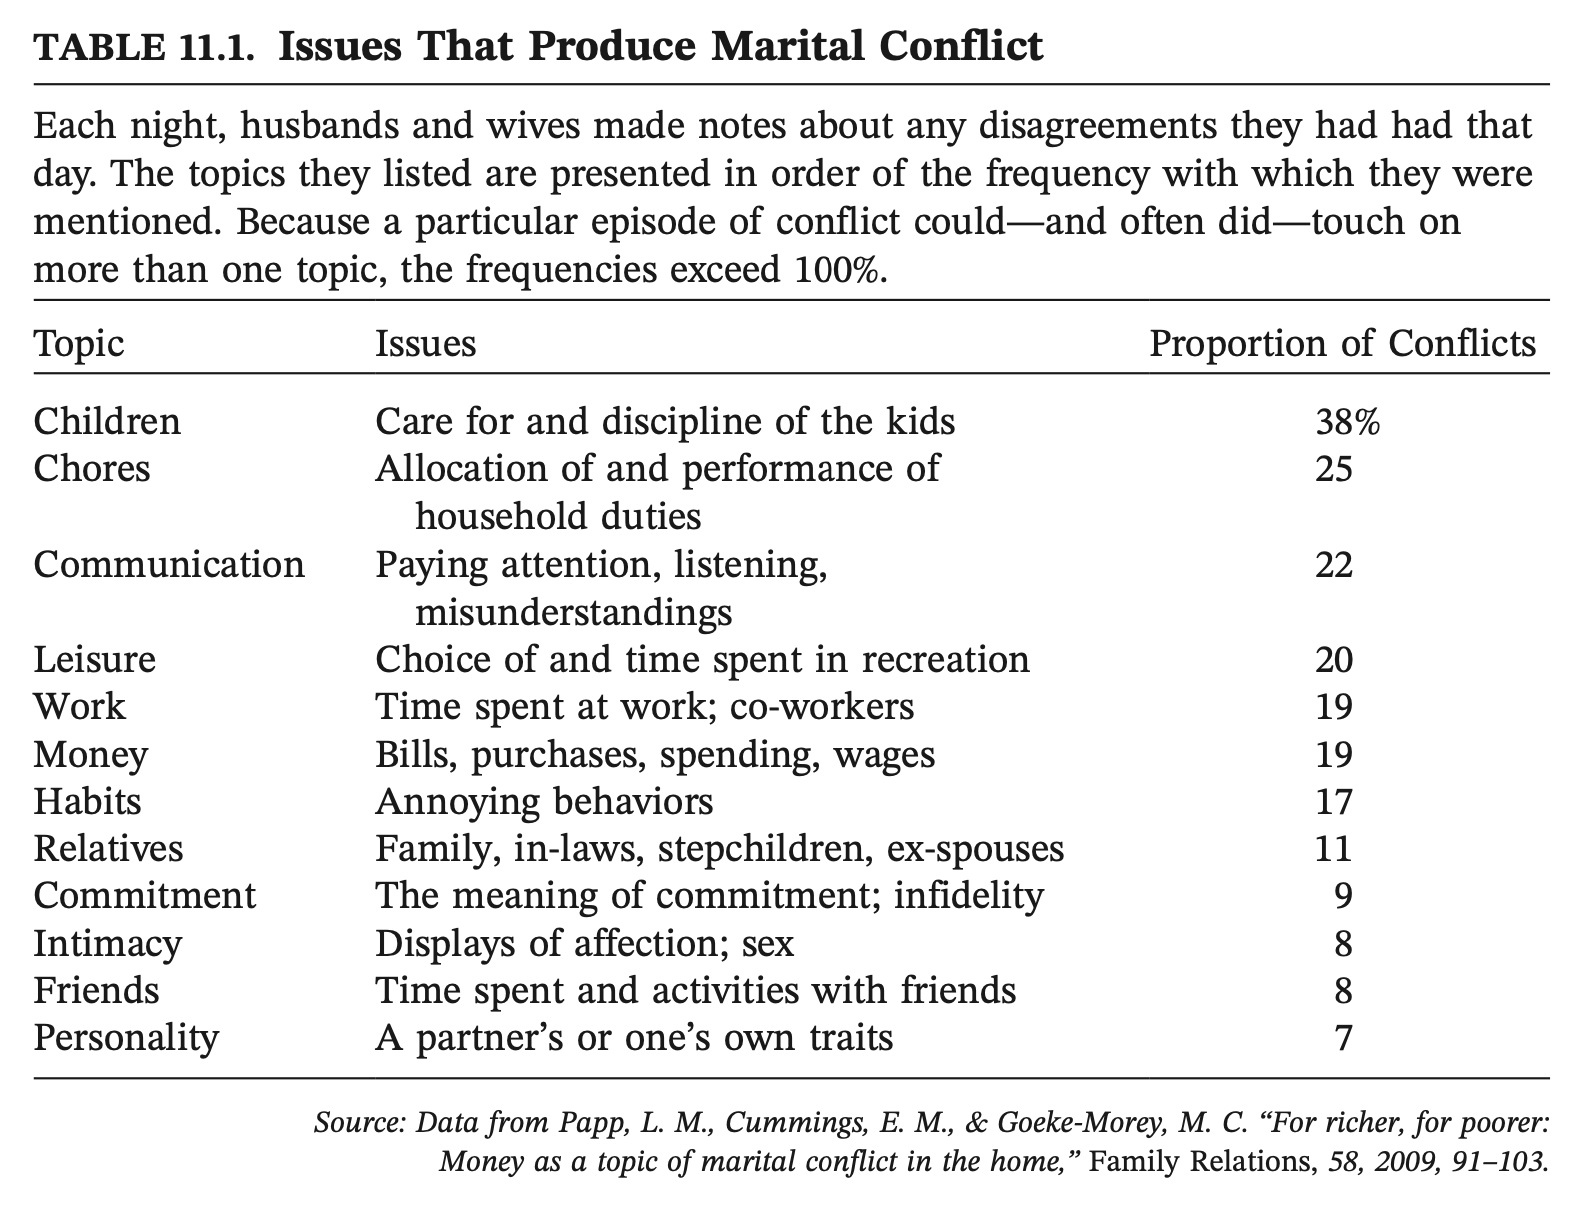 TABLE 11.1. Issues That Produce Marital Conflict
Each night, husbands and wives made notes about any disagreements they had had that
day. The topics they listed are presented in order of the frequency with which they were
mentioned. Because a particular episode of conflict could—and often did—touch on
more than one topic, the frequencies exceed 100%.
Topic Issues Proportion of Conflicts
Children Care for and discipline of the kids 38%
Chores Allocation of and performance of 25
household duties
Communication Paying attention, listening, 22
misunderstandings
Leisure Choice of and time spent in recreation 20
Work Time spent at work; co-workers 19
Money Bills, purchases, spending, wages 19
Habits Annoying behaviors 17
Relatives Family, in-laws, stepchildren, ex-spouses 11
Commitment The meaning of commitment; infidelity 9
Intimacy Displays of affection; sex 8
Friends Time spent and activities with friends 8
Personality A partner’s or one’s own traits 7
Source: Data from Papp, L. M., Cummings, E. M., & Goeke-Morey, M. C. “For richer, for poorer:
Money as a topic of marital conflict in the home,” Family Relations, 58, 2009, 91–103.